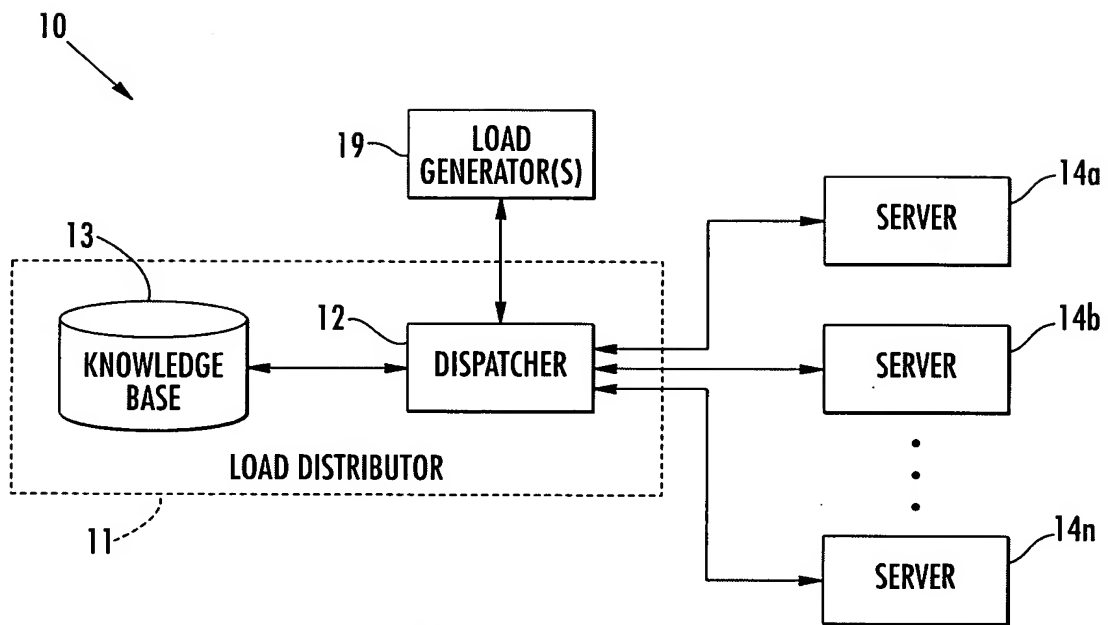 10
19
LOAD
GENERATOR(S)
14a
SERVER
13
12
KNOWLEDGE
BASE
DISPATCHER
14b
SERVER
LOAD DISTRIBUTOR
11
14n
SERVER